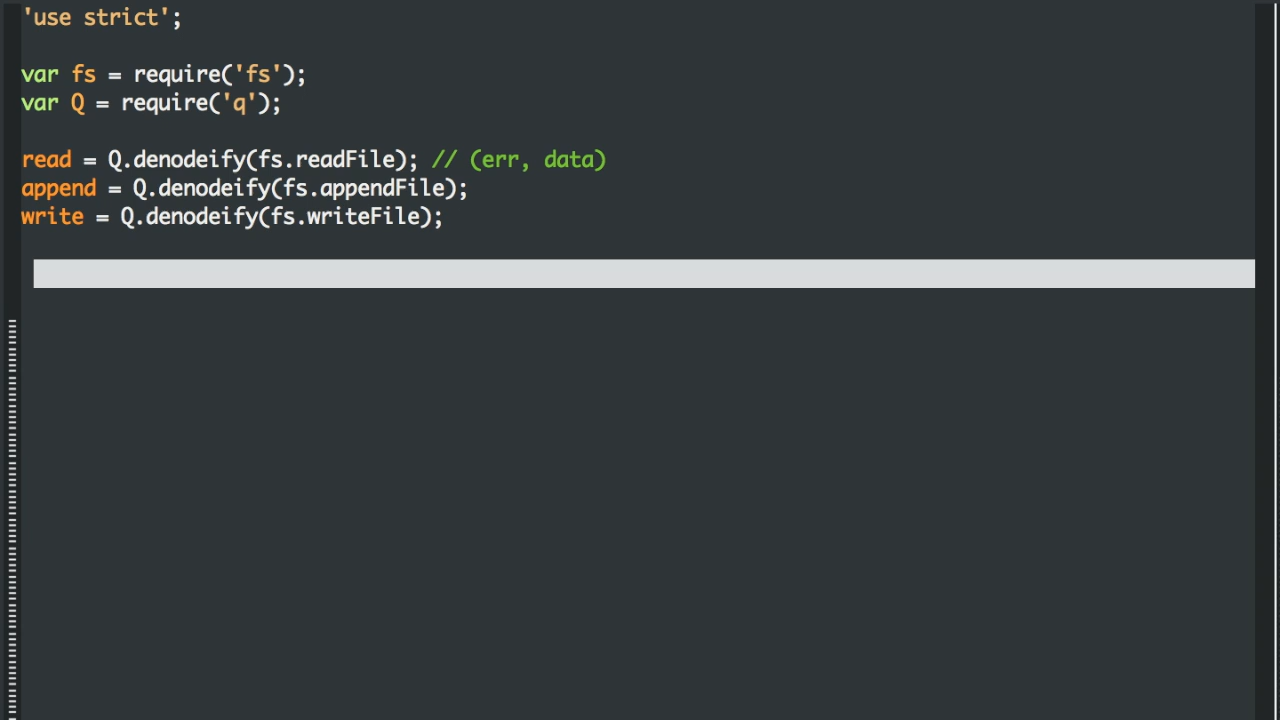 'use strict';
var fs = require('fs');
var Q = require('q');
read = Q.denodeify(fs.readFile); // (err, data)
append = Q.denodeify(fs.appendFile);
write = Q.denodeify(fs.writeFile);